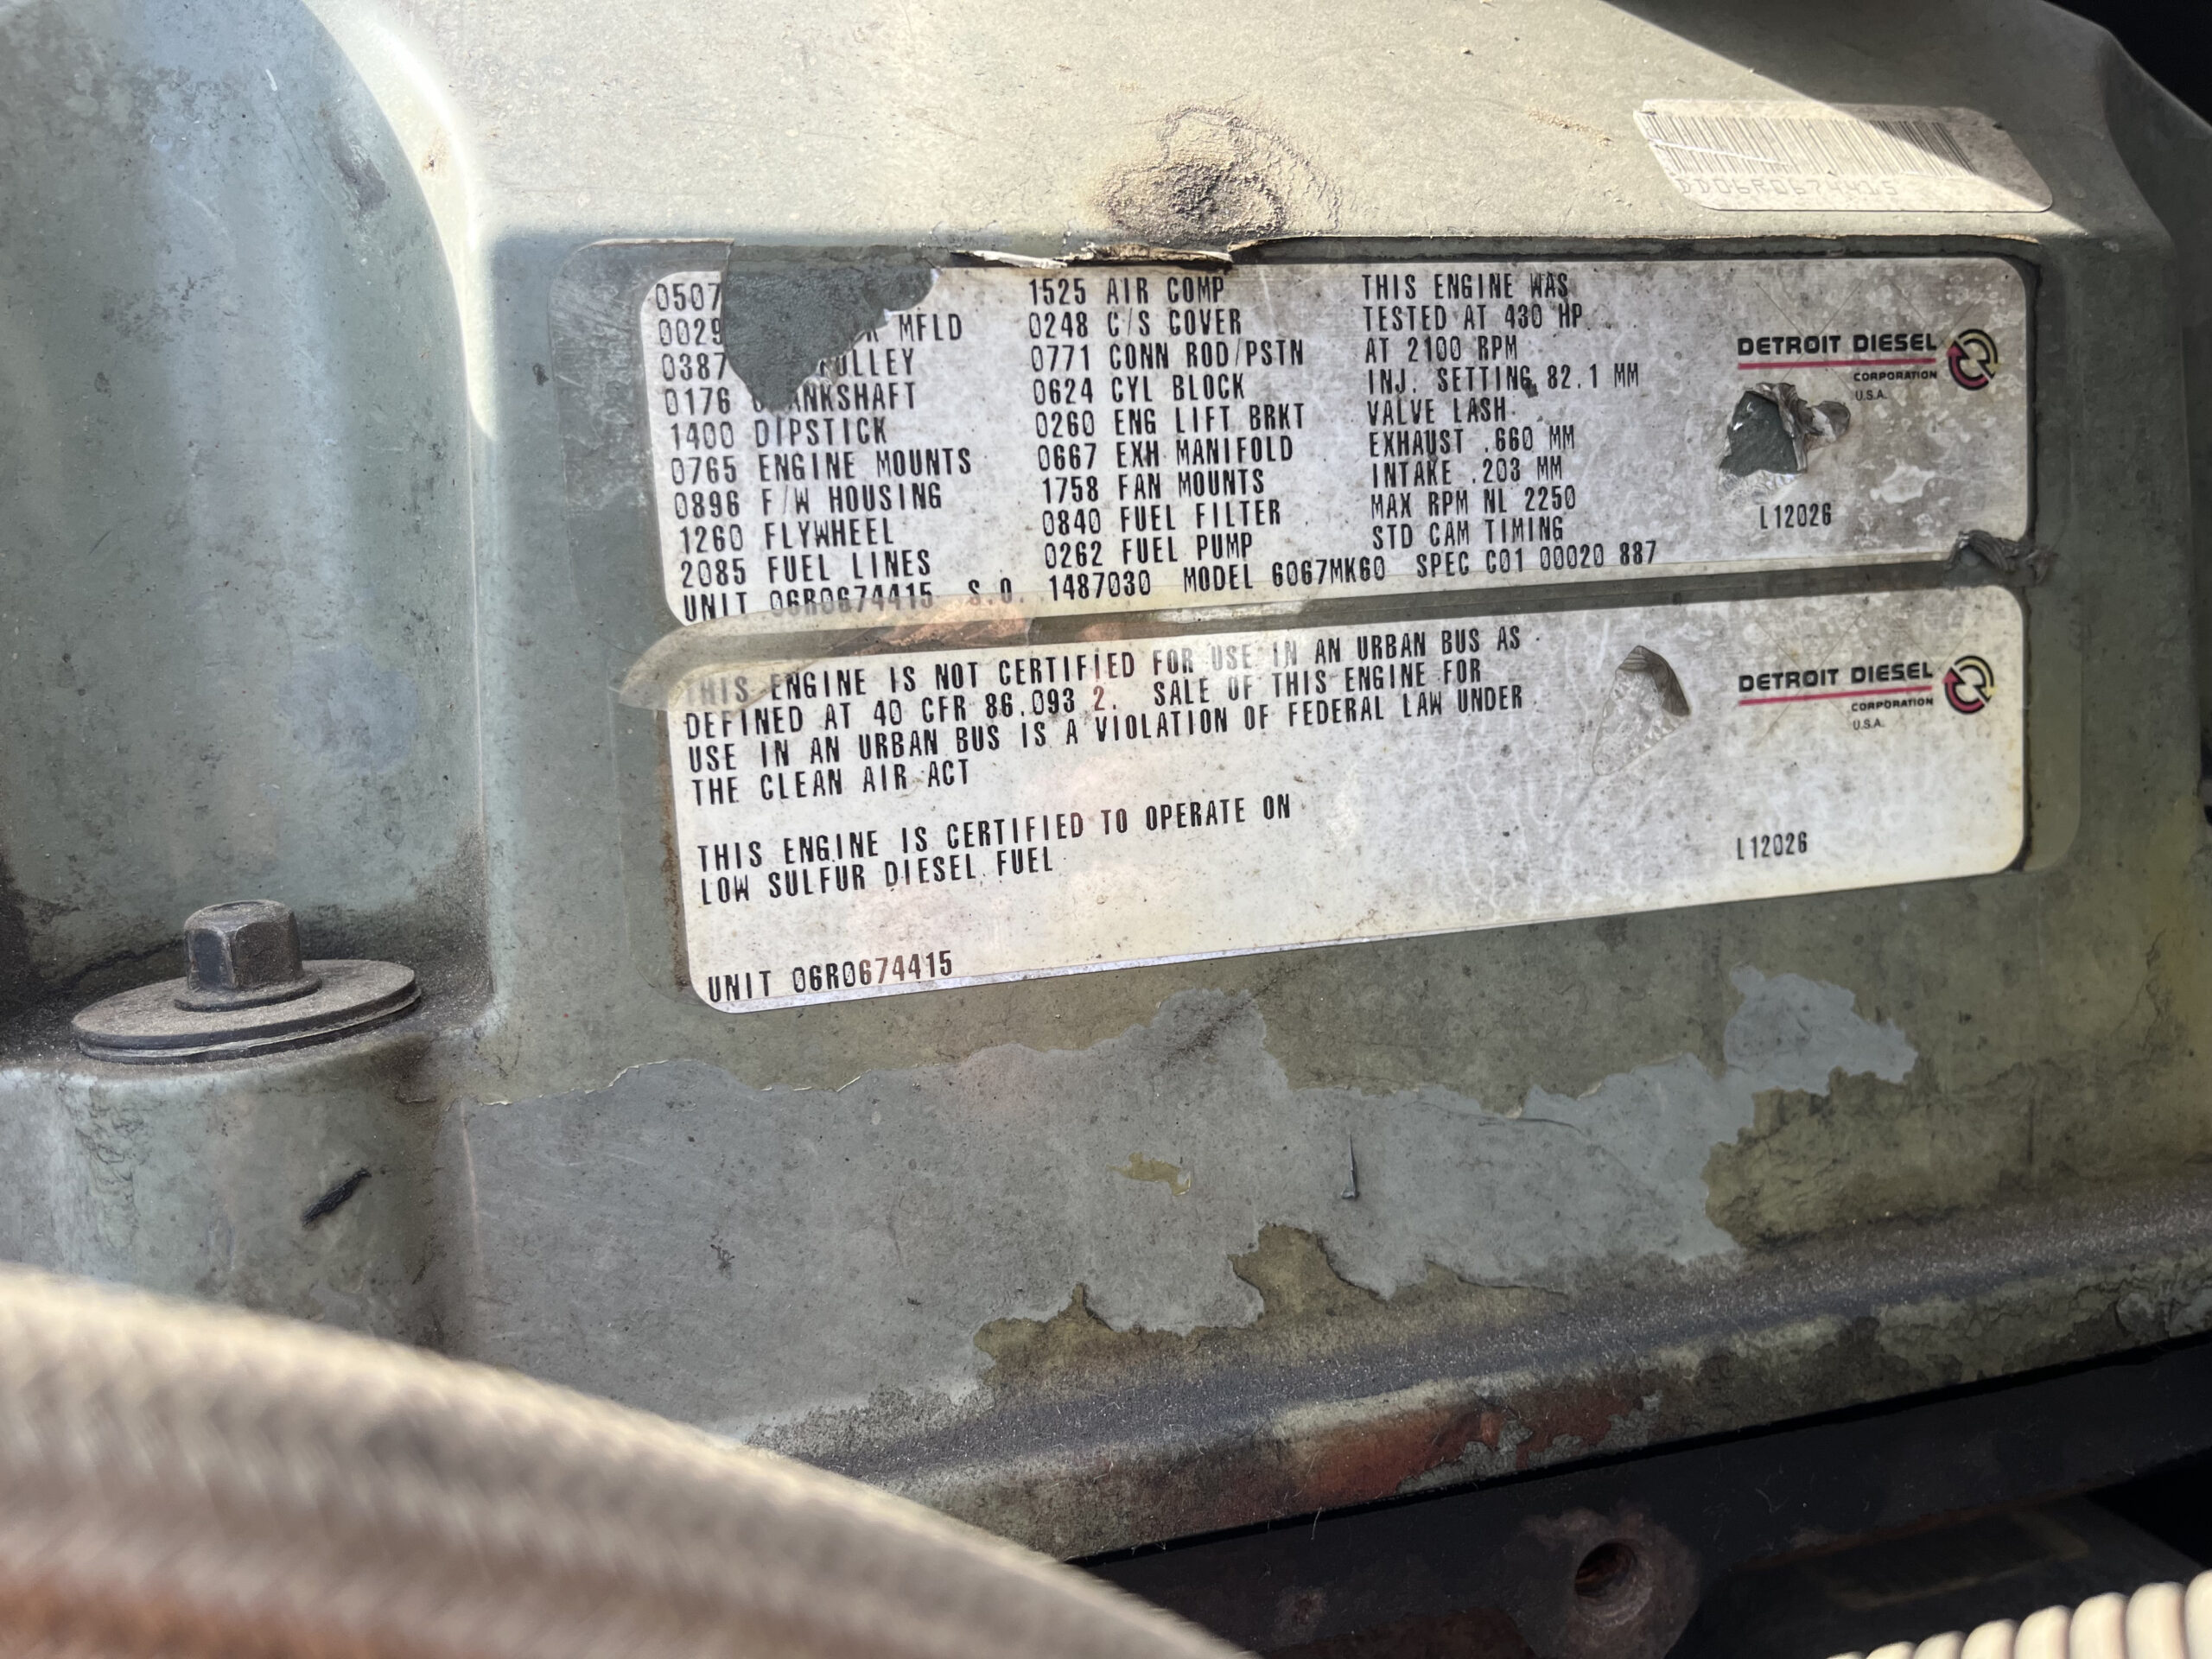 DD06R0674415
0507 1525 AIR COMP THIS ENGINE WAS
0029 MFLD 0248 C/S COVER TESTED AT 430 HP
0387 PULLEY 0771 CONN ROD/PSTN AT 2100 RPM
0176 CRANKSHAFT 0624 CYL BLOCK INJ. SETTING 82.1 MM
1400 DIPSTICK 0260 ENG LIFT BRKT VALVE LASH
0765 ENGINE MOUNTS 0667 EXH MANIFOLD EXHAUST .660 MM
0896 F/W HOUSING 1758 FAN MOUNTS INTAKE .203 MM
1260 FLYWHEEL 0840 FUEL FILTER MAX RPM NL 2250
2085 FUEL LINES 0262 FUEL PUMP STD CAM TIMING
UNIT 06R0674415 S.O. 1487030 MODEL 6067MK60 SPEC C01 00020 887
DETROIT DIESEL
CORPORATION
U.S.A.
L12026
THIS ENGINE IS NOT CERTIFIED FOR USE IN AN URBAN BUS AS
DEFINED AT 40 CFR 86.093 2. SALE OF THIS ENGINE FOR
USE IN AN URBAN BUS IS A VIOLATION OF FEDERAL LAW UNDER
THE CLEAN AIR ACT
THIS ENGINE IS CERTIFIED TO OPERATE ON
LOW SULFUR DIESEL FUEL
UNIT 06R0674415
DETROIT DIESEL
CORPORATION
U.S.A.
L12026